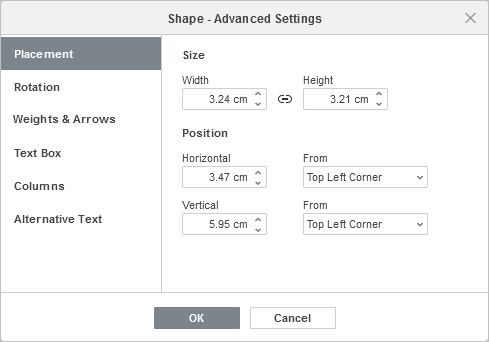 Shape - Advanced Settings
Placement
Rotation
Weights & Arrows
Text Box
Columns
Alternative Text
Size
Width Height
3.24 cm 3.21 cm
Position
Horizontal From
3.47 cm Top Left Corner
Vertical From
5.95 cm Top Left Corner
OK Cancel